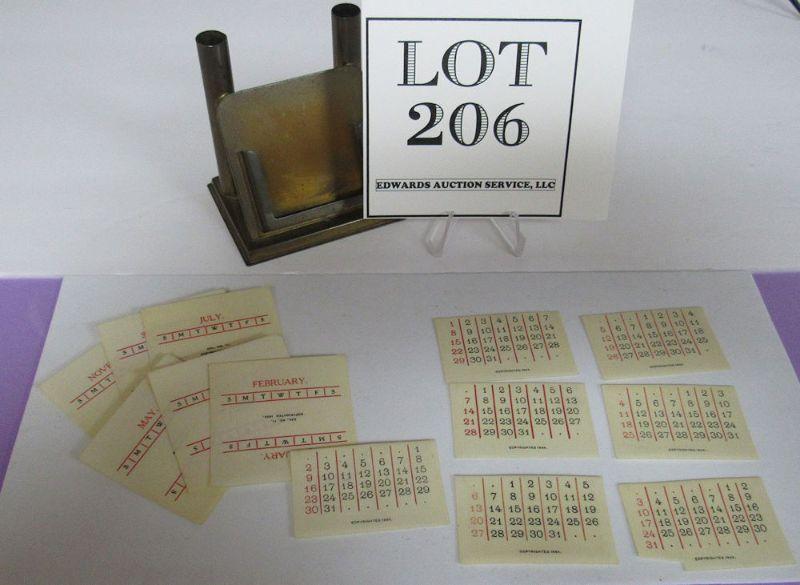 LOT
206
EDWARDS AUCTION SERVICE, LLC
JULY.
S M T W T F S
MAY.
S M T W
FEBRUARY.
S M T W T F S
S M T W T F S
1 2 3 4 5 6 7
8 9 10 11 12 13 14
15 16 17 18 19 20 21
22 23 24 25 26 27 28
29 30 31
1 2 3 4
5 6 7 8 9 10 11
12 13 14 15 16 17 18
19 20 21 22 23 24 25
26 27 28 29 30 31
1 2 3 4 5 6
7 8 9 10 11 12 13
14 15 16 17 18 19 20
21 22 23 24 25 26 27
28 29 30 31
1 2 3
4 5 6 7 8 9 10
11 12 13 14 15 16 17
18 19 20 21 22 23 24
25 26 27 28 29 30 31
1
2 3 4 5 6 7 8
9 10 11 12 13 14 15
16 17 18 19 20 21 22
23 24 25 26 27 28 29
30 31
1 2 3 4 5
6 7 8 9 10 11 12
13 14 15 16 17 18 19
20 21 22 23 24 25 26
27 28 29 30 31
1 2
3 4 5 6 7 8 9
10 11 12 13 14 15 16
17 18 19 20 21 22 23
24 25 26 27 28 29 30
31